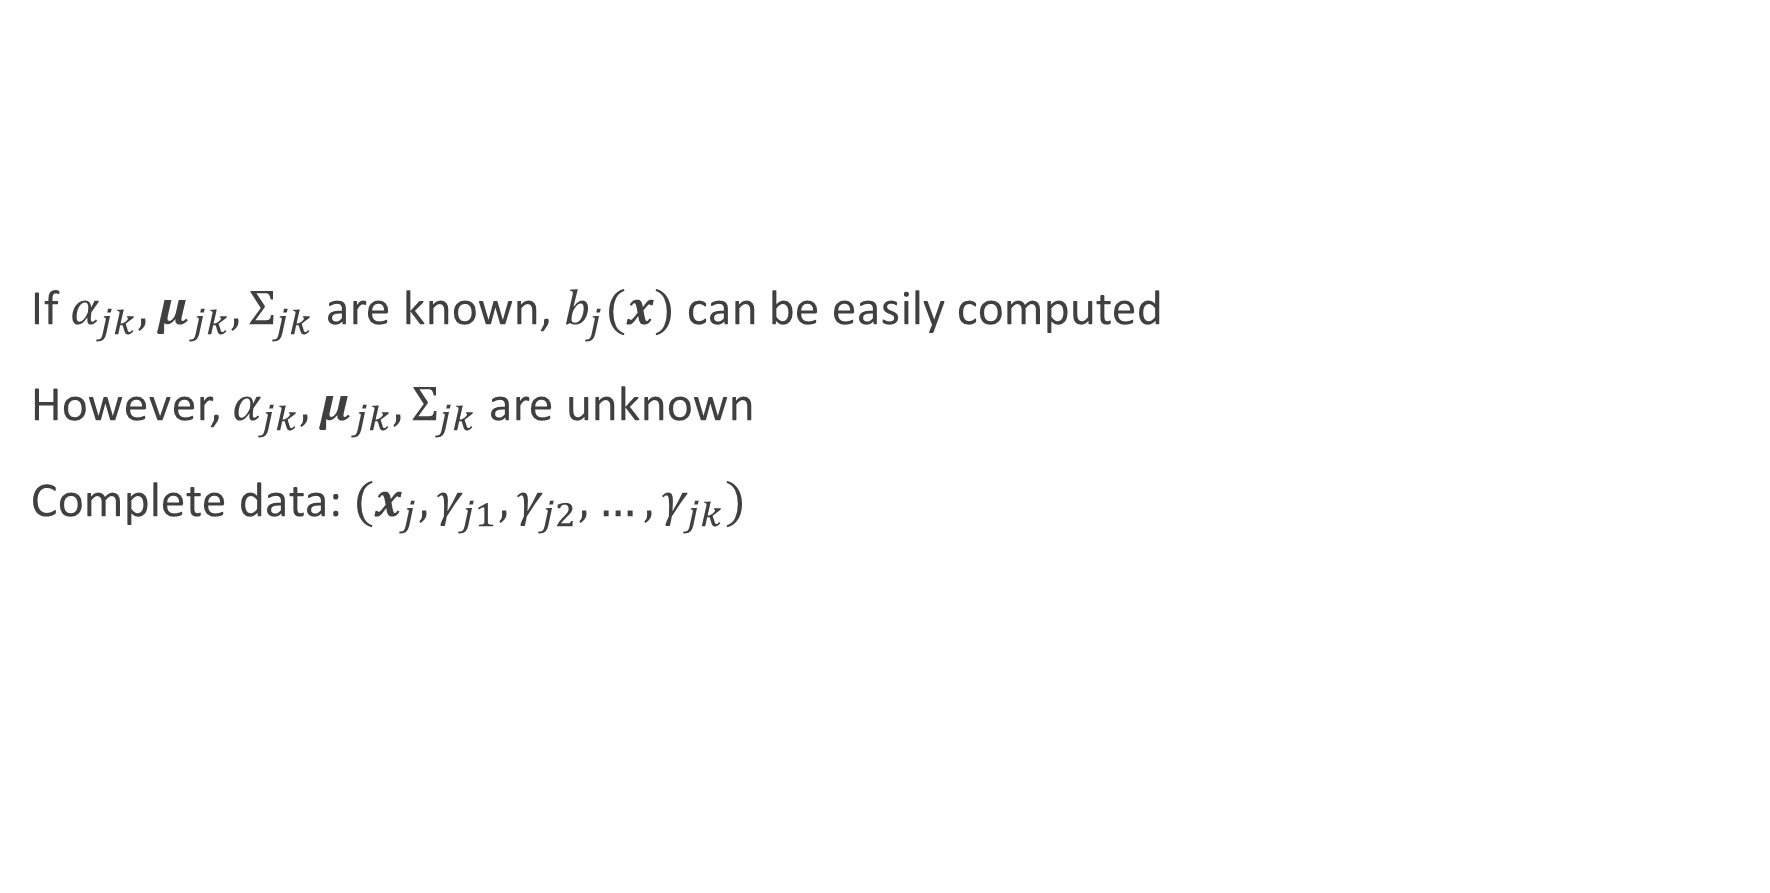 If 𝛼ⱼₖ, 𝝁ⱼₖ, Σⱼₖ are known, 𝑏ⱼ(𝒙) can be easily computed
However, 𝛼ⱼₖ, 𝝁ⱼₖ, Σⱼₖ are unknown
Complete data: (𝒙ⱼ, 𝛾ⱼ₁, 𝛾ⱼ₂, … , 𝛾ⱼₖ)